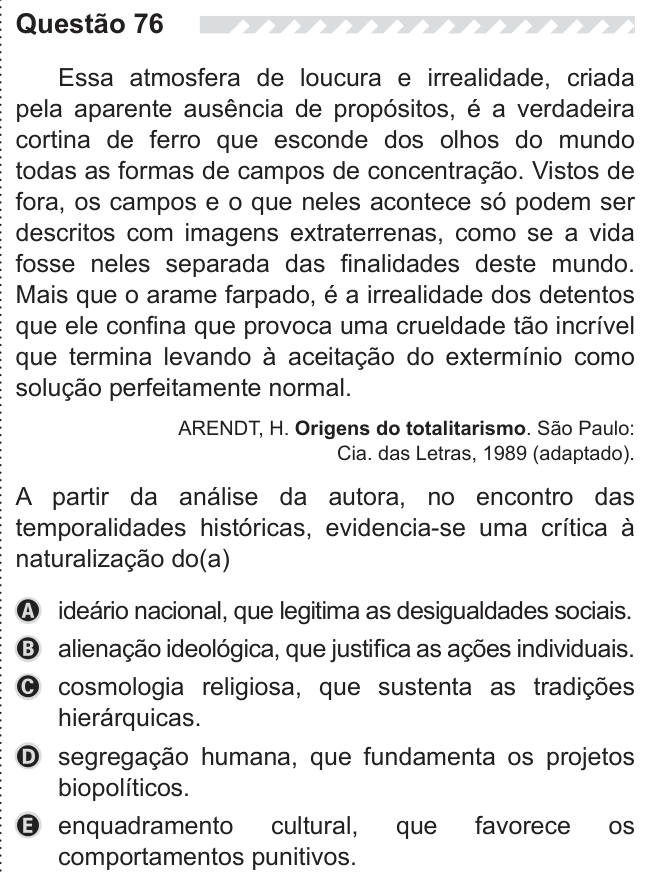 Questão 76
Essa atmosfera de loucura e irrealidade, criada
pela aparente ausência de propósitos, é a verdadeira
cortina de ferro que esconde dos olhos do mundo
todas as formas de campos de concentração. Vistos de
fora, os campos e o que neles acontece só podem ser
descritos com imagens extraterrenas, como se a vida
fosse neles separada das finalidades deste mundo.
Mais que o arame farpado, é a irrealidade dos detentos
que ele confina que provoca uma crueldade tão incrível
que termina levando à aceitação do extermínio como
solução perfeitamente normal.
ARENDT, H. Origens do totalitarismo. São Paulo:
Cia. das Letras, 1989 (adaptado).
A partir da análise da autora, no encontro das
temporalidades históricas, evidencia-se uma crítica à
naturalização do(a)
A ideário nacional, que legitima as desigualdades sociais.
B alienação ideológica, que justifica as ações individuais.
C cosmologia religiosa, que sustenta as tradições
hierárquicas.
D segregação humana, que fundamenta os projetos
biopolíticos.
E enquadramento cultural, que favorece os
comportamentos punitivos.